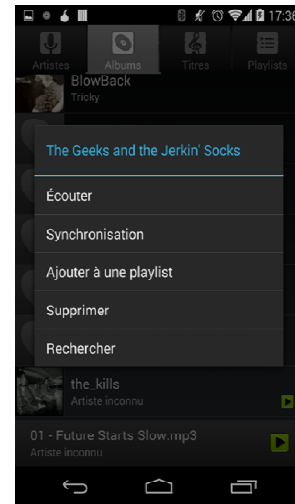 17:36
Artistes
Albums
Titres
Playlists
BlowBack
Tricky
The Geeks and the Jerkin' Socks
Écouter
Synchronisation
Ajouter à une playlist
Supprimer
Rechercher
the_kills
Artiste inconnu
01 - Future Starts Slow.mp3
Artiste inconnu